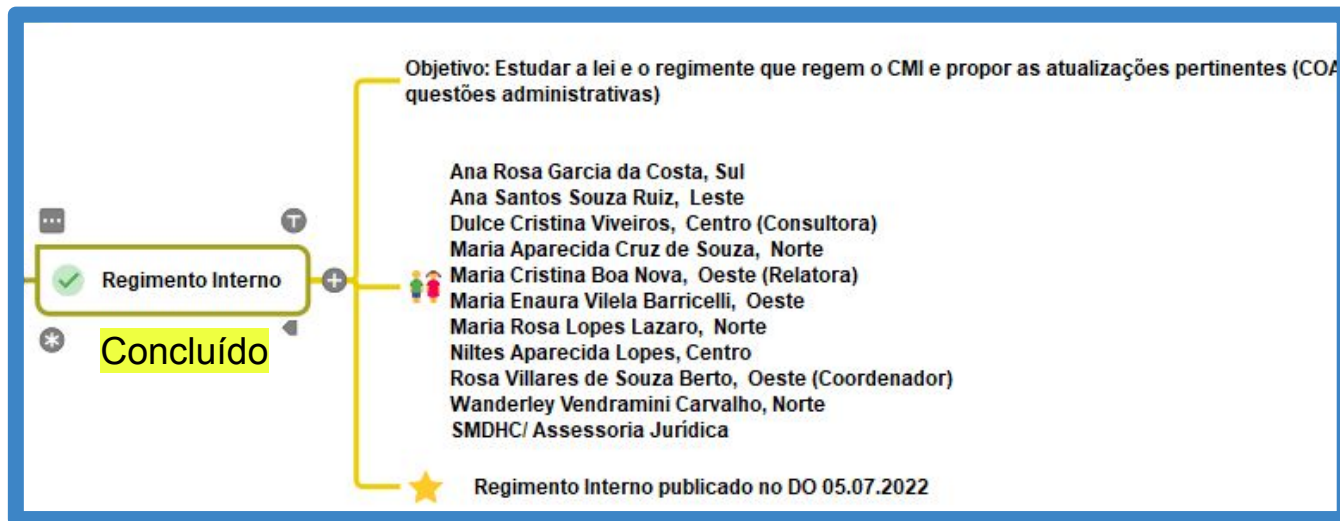 Objetivo: Estudar a lei e o regimente que regem o CMI e propor as atualizações pertinentes (COA
questões administrativas)
Ana Rosa Garcia da Costa, Sul
Ana Santos Souza Ruiz, Leste
Dulce Cristina Viveiros, Centro (Consultora)
Maria Aparecida Cruz de Souza, Norte
Maria Cristina Boa Nova, Oeste (Relatora)
Maria Enaura Vilela Barricelli, Oeste
Maria Rosa Lopes Lazaro, Norte
Niltes Aparecida Lopes, Centro
Rosa Villares de Souza Berto, Oeste (Coordenador)
Wanderley Vendramini Carvalho, Norte
SMDHC/ Assessoria Jurídica
Regimento Interno
Concluído
Regimento Interno publicado no DO 05.07.2022